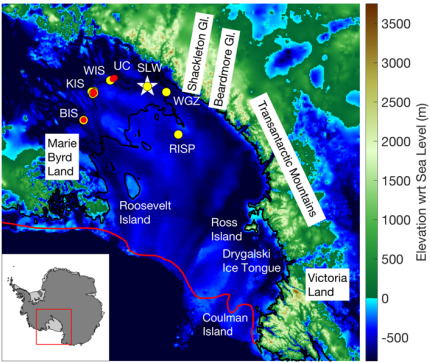 Shackleton Gl.
Beardmore Gl.
Transantarctic Mountains
UC
SLW
WIS
KIS
WGZ
BIS
RISP
Marie
Byrd
Land
Roosevelt
Island
Ross
Island
Drygalski
Ice Tongue
Victoria
Land
Coulman
Island
3500
3000
2500
2000
1500
1000
500
0
-500
Elevation wrt Sea Level (m)